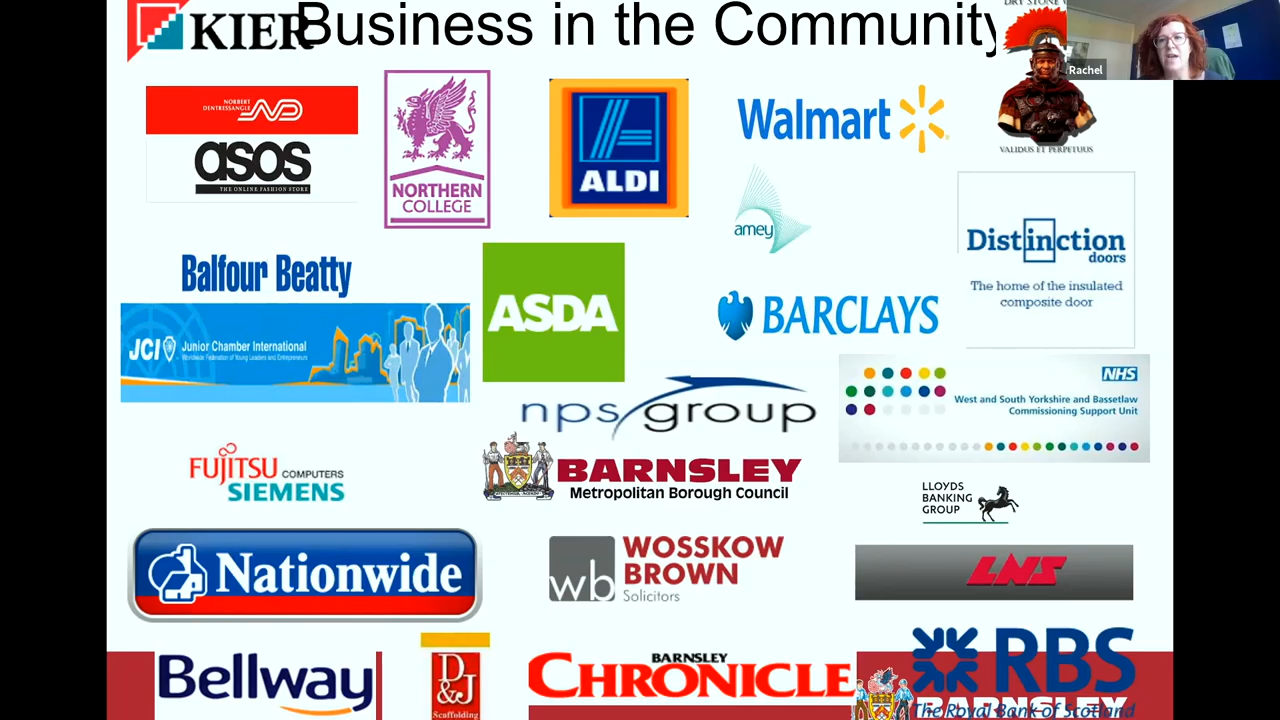 KIER
Business in the Community
DRY STONE
Rachel
VALIDUS ET PERPETUUS
NORBERT
DENTRESSANGLE
ND
asos
THE ONLINE FASHION STORE
NORTHERN
COLLEGE
ALDI
Walmart
amey
Distinction
doors
The home of the insulated
composite door
Balfour Beatty
JCI
Junior Chamber International
Worldwide Federation of Young Leaders and Entrepreneurs
ASDA
BARCLAYS
nps group
NHS
West and South Yorkshire and Bassetlaw
Commissioning Support Unit
FUJITSU COMPUTERS
SIEMENS
BARNSLEY
Metropolitan Borough Council
LLOYDS
BANKING
GROUP
Nationwide
wb
WOSSKOW
BROWN
Solicitors
LNS
Bellway
D
&J
Scaffolding
BARNSLEY
CHRONICLE
RBS
The Royal Bank of Scotland
BARNSLEY